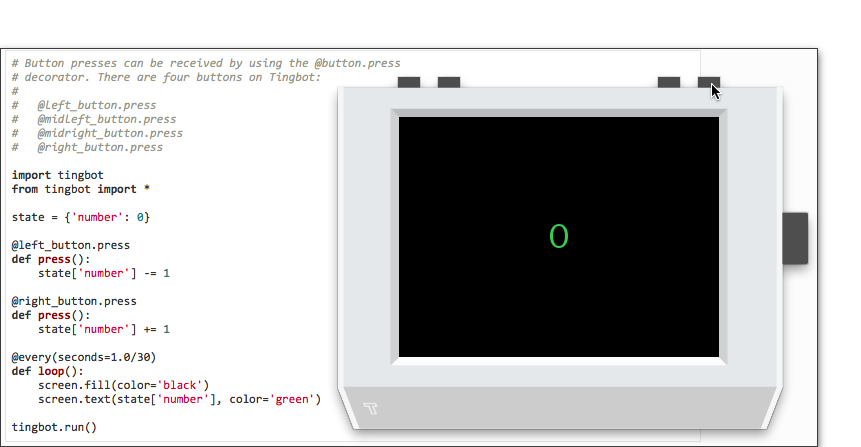 # Button presses can be received by using the @button.press
# decorator. There are four buttons on Tingbot:
#
#   @left_button.press
#   @midleft_button.press
#   @midright_button.press
#   @right_button.press
import tingbot
from tingbot import *
state = {'number': 0}
@left_button.press
def press():
    state['number'] -= 1
@right_button.press
def press():
    state['number'] += 1
@every(seconds=1.0/30)
def loop():
    screen.fill(color='black')
    screen.text(state['number'], color='green')
tingbot.run()
0